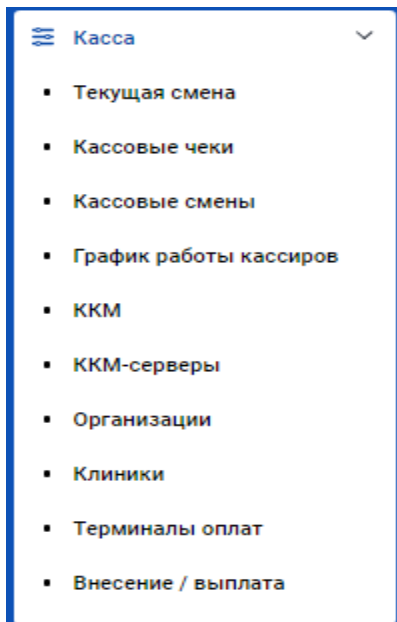 Касса
Текущая смена
Кассовые чеки
Кассовые смены
График работы кассиров
ККМ
ККМ-серверы
Организации
Клиники
Терминалы оплат
Внесение / выплата